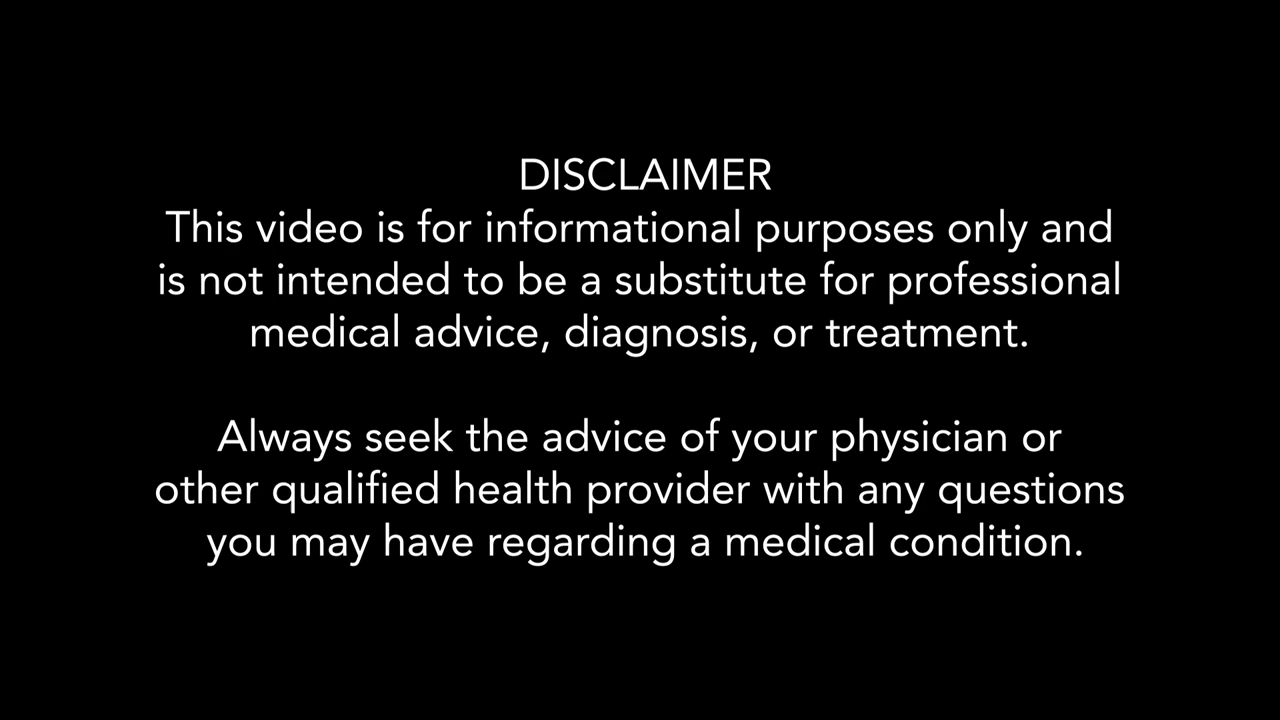 DISCLAIMER
This video is for informational purposes only and
is not intended to be a substitute for professional
medical advice, diagnosis, or treatment.
Always seek the advice of your physician or
other qualified health provider with any questions
you may have regarding a medical condition.